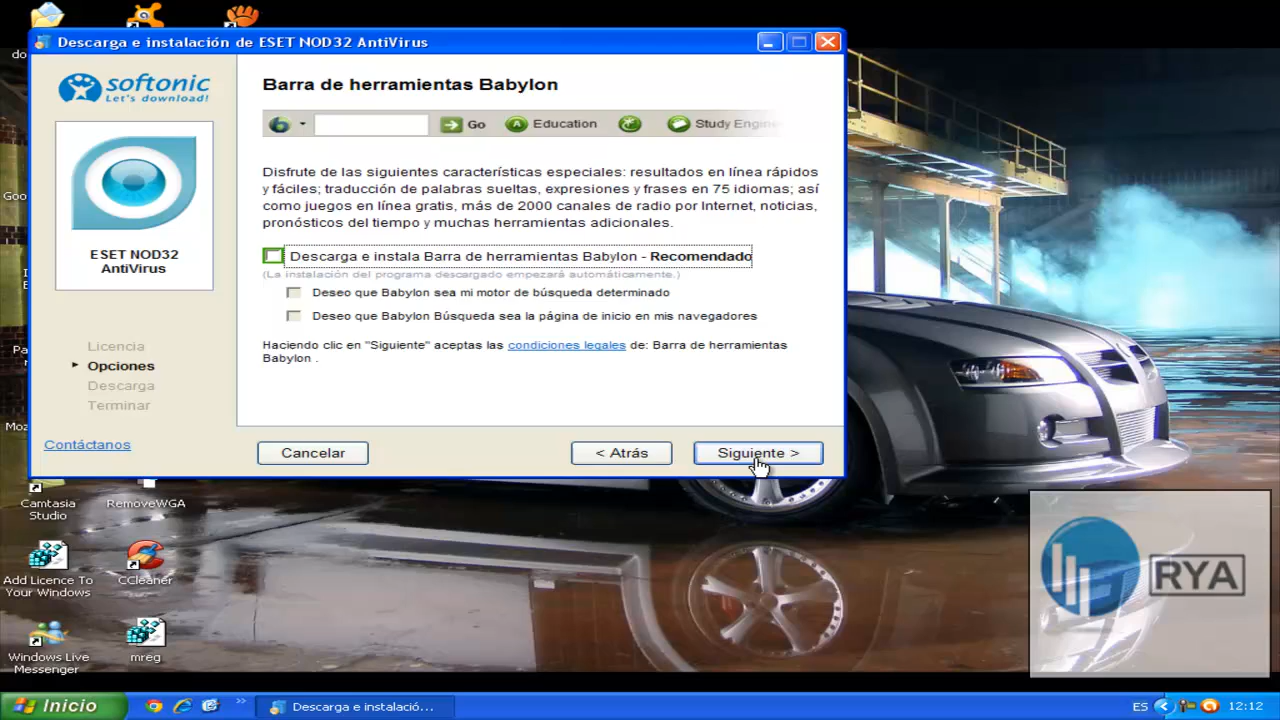 do
Descarga e instalación de ESET NOD32 AntiVirus
softonic
Let's download!
ESET NOD32
AntiVirus
Licencia
Opciones
Descarga
Terminar
Contáctanos
Barra de herramientas Babylon
Go
Education
Study Engine
Disfrute de las siguientes características especiales: resultados en línea rápidos
y fáciles; traducción de palabras sueltas, expresiones y frases en 75 idiomas; así
como juegos en línea gratis, más de 2000 canales de radio por Internet, noticias,
pronósticos del tiempo y muchas herramientas adicionales.
Descarga e instala Barra de herramientas Babylon - Recomendado
(La instalación del programa descargado empezará automáticamente.)
Deseo que Babylon sea mi motor de búsqueda determinado
Deseo que Babylon Búsqueda sea la página de inicio en mis navegadores
Haciendo clic en "Siguiente" aceptas las condiciones legales de: Barra de herramientas
Babylon .
Cancelar
< Atrás
Siguiente >
Goo
Pa
Moz
Camtasia
Studio
RemoveWGA
Add Licence To
Your Windows
CCleaner
Windows Live
Messenger
mreg
RYA
Inicio
Descarga e instalació...
ES
12:12